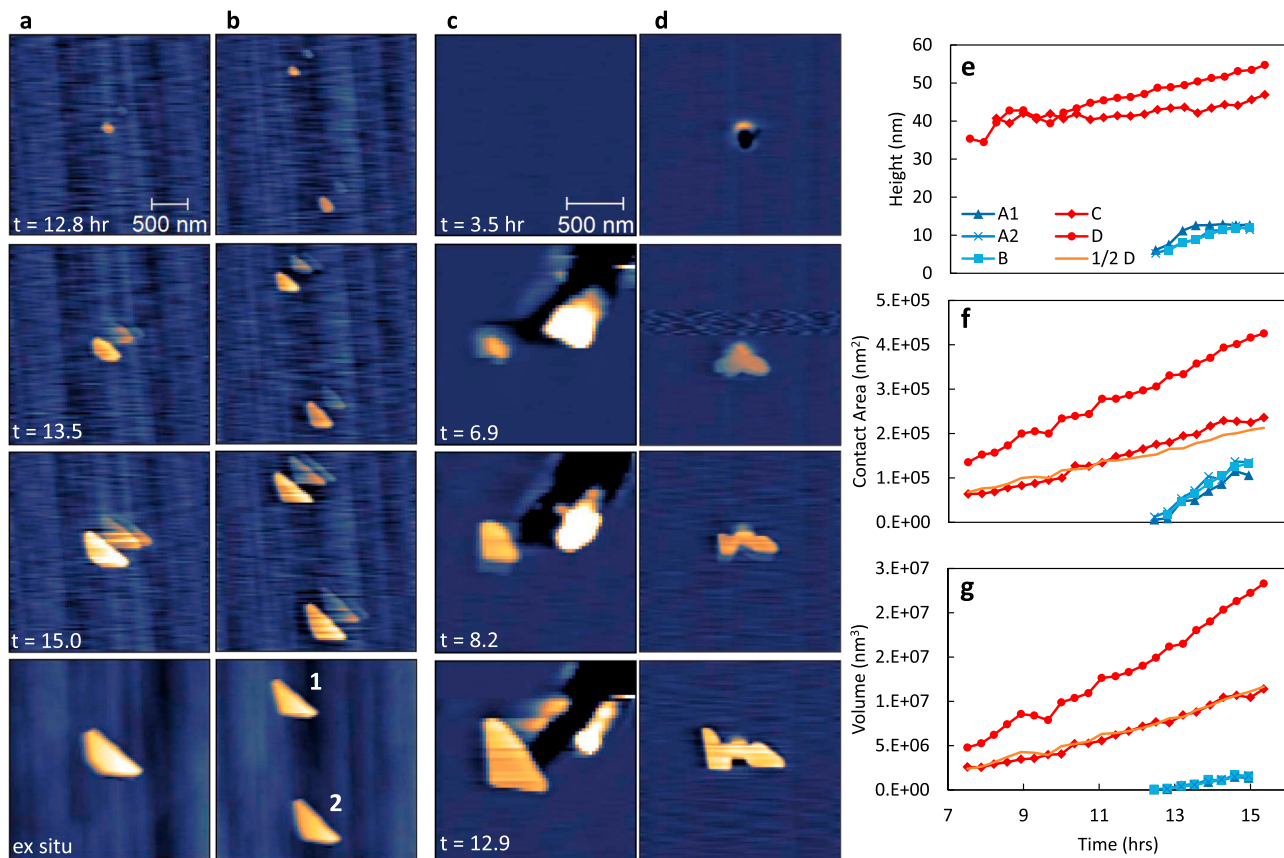 a b c d
t = 12.8 hr
500 nm
t = 3.5 hr
500 nm
t = 13.5
t = 6.9
t = 15.0
t = 8.2
1
2
ex situ
t = 12.9
e
Height (nm)
60
50
40
30
20
10
0
A1 C
A2 D
B 1/2 D
f
Contact Area (nm²)
5.E+05
4.E+05
3.E+05
2.E+05
1.E+05
0.E+00
g
Volume (nm³)
3.E+07
2.E+07
2.E+07
1.E+07
5.E+06
0.E+00
7 9 11 13 15
Time (hrs)